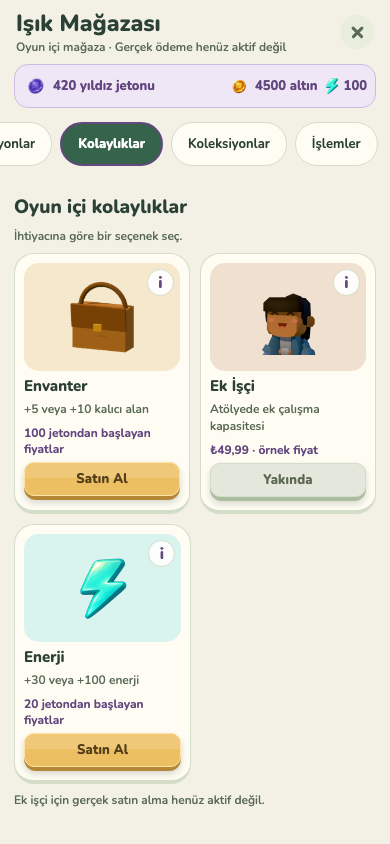 Işık Mağazası
Oyun içi mağaza · Gerçek ödeme henüz aktif değil
420 yıldız jetonu
4500 altın
100
yonlar
Kolaylıklar
Koleksiyonlar
İşlemler
Oyun içi kolaylıklar
İhtiyacına göre bir seçenek seç.
i
Envanter
+5 veya +10 kalıcı alan
100 jetondan başlayan
fiyatlar
Satın Al
i
Ek İşçi
Atölyede ek çalışma
kapasitesi
₺49,99 · örnek fiyat
Yakında
i
Enerji
+30 veya +100 enerji
20 jetondan başlayan
fiyatlar
Satın Al
Ek işçi için gerçek satın alma henüz aktif değil.